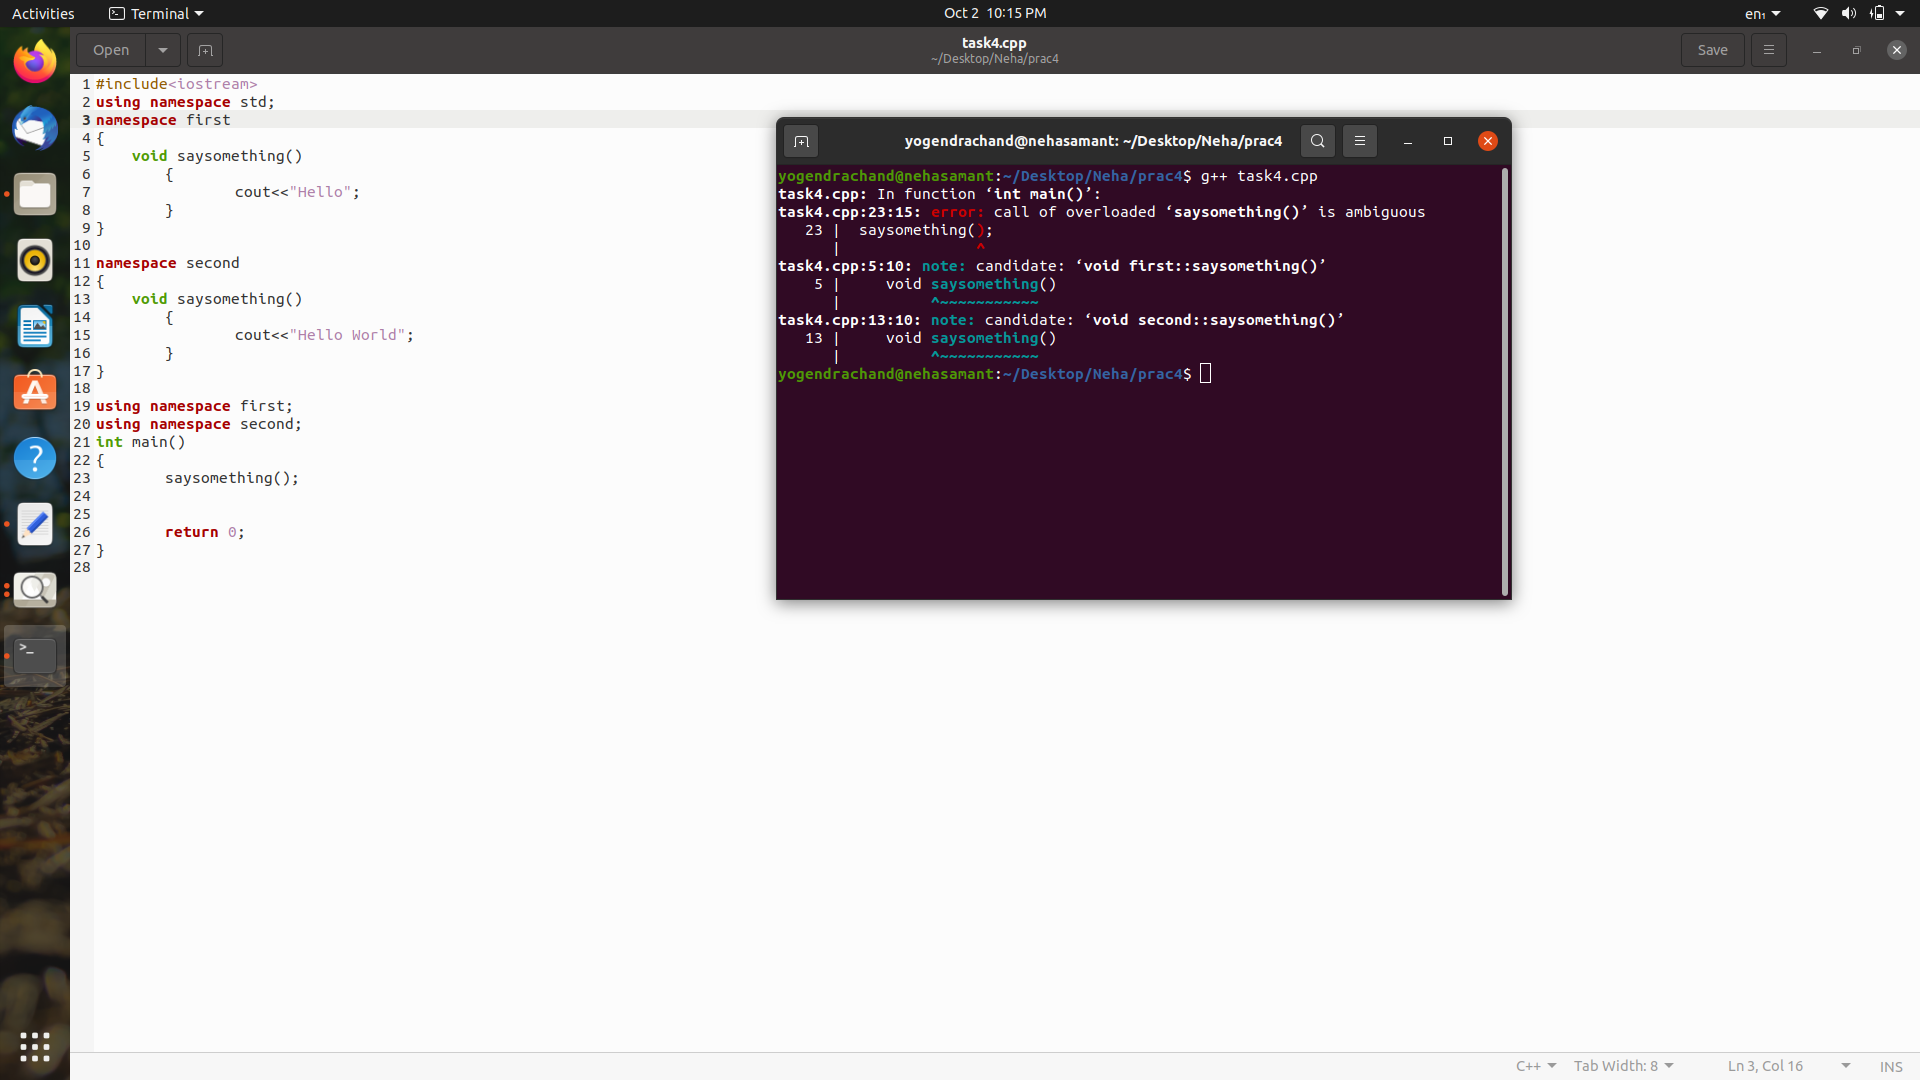 Activities Terminal Oct 2 10:15 PM en₁
Open task4.cpp Save
~/Desktop/Neha/prac4
1 #include<iostream>
2 using namespace std;
3 namespace first
4 {
5     void saysomething()
6         {
7                 cout<<"Hello";
8         }
9 }
10
11 namespace second
12 {
13     void saysomething()
14         {
15                 cout<<"Hello World";
16         }
17 }
18
19 using namespace first;
20 using namespace second;
21 int main()
22 {
23         saysomething();
24
25
26         return 0;
27 }
28
yogendrachand@nehasamant: ~/Desktop/Neha/prac4
yogendrachand@nehasamant:~/Desktop/Neha/prac4$ g++ task4.cpp
task4.cpp: In function ‘int main()’:
task4.cpp:23:15: error: call of overloaded ‘saysomething()’ is ambiguous
   23 |  saysomething();
      |               ^
task4.cpp:5:10: note: candidate: ‘void first::saysomething()’
    5 |     void saysomething()
      |          ^~~~~~~~~~~~
task4.cpp:13:10: note: candidate: ‘void second::saysomething()’
   13 |     void saysomething()
      |          ^~~~~~~~~~~~
yogendrachand@nehasamant:~/Desktop/Neha/prac4$
C++ Tab Width: 8 Ln 3, Col 16 INS